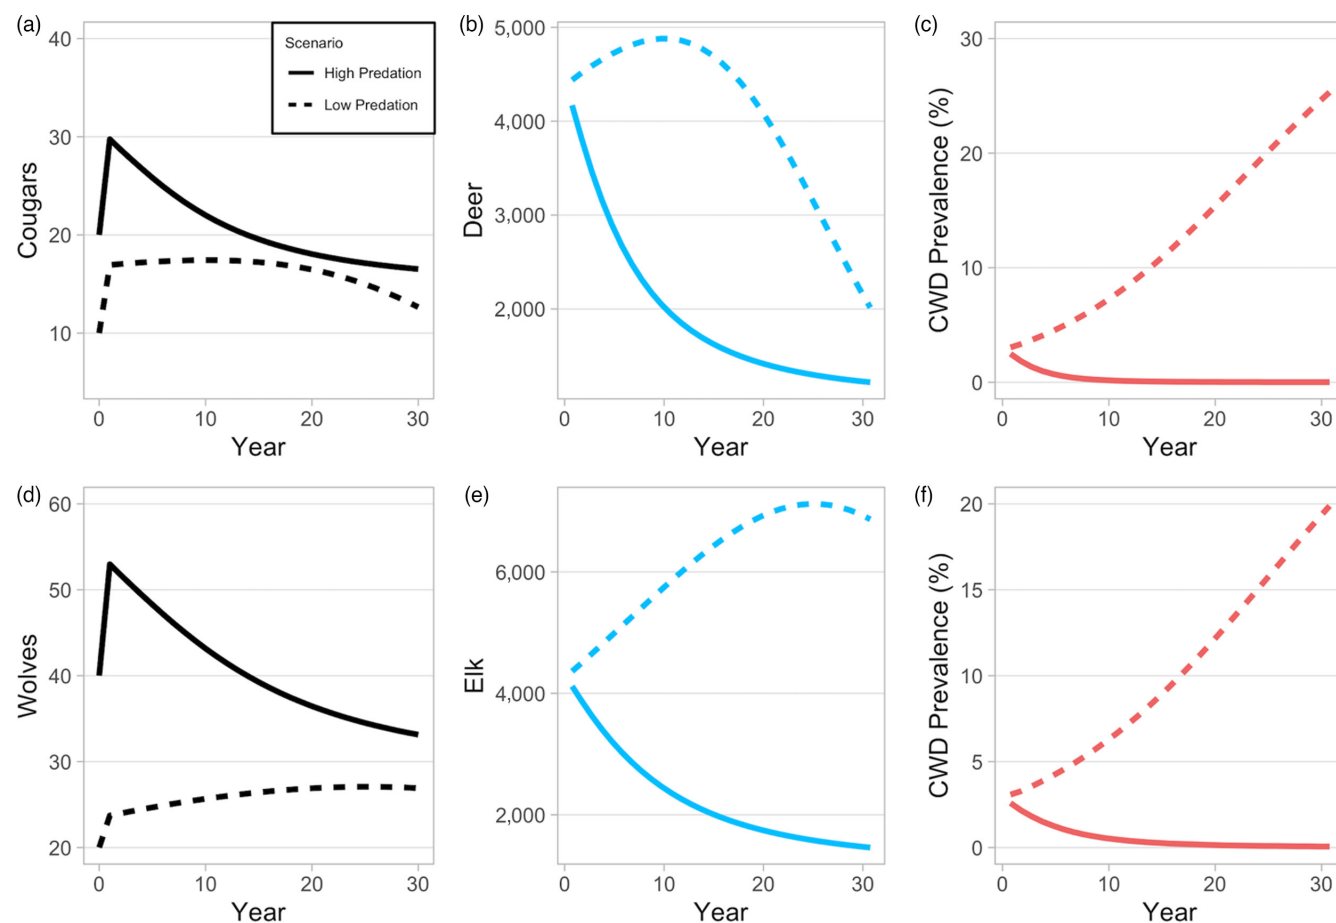 (a)
40
30
20
10
Cougars
0 10 20 30
Year
Scenario
High Predation
Low Predation
(b)
5,000
4,000
3,000
2,000
Deer
0 10 20 30
Year
(c)
30
20
10
0
CWD Prevalence (%)
0 10 20 30
Year
(d)
60
50
40
30
20
Wolves
0 10 20 30
Year
(e)
6,000
4,000
2,000
Elk
0 10 20 30
Year
(f)
20
15
10
5
0
CWD Prevalence (%)
0 10 20 30
Year